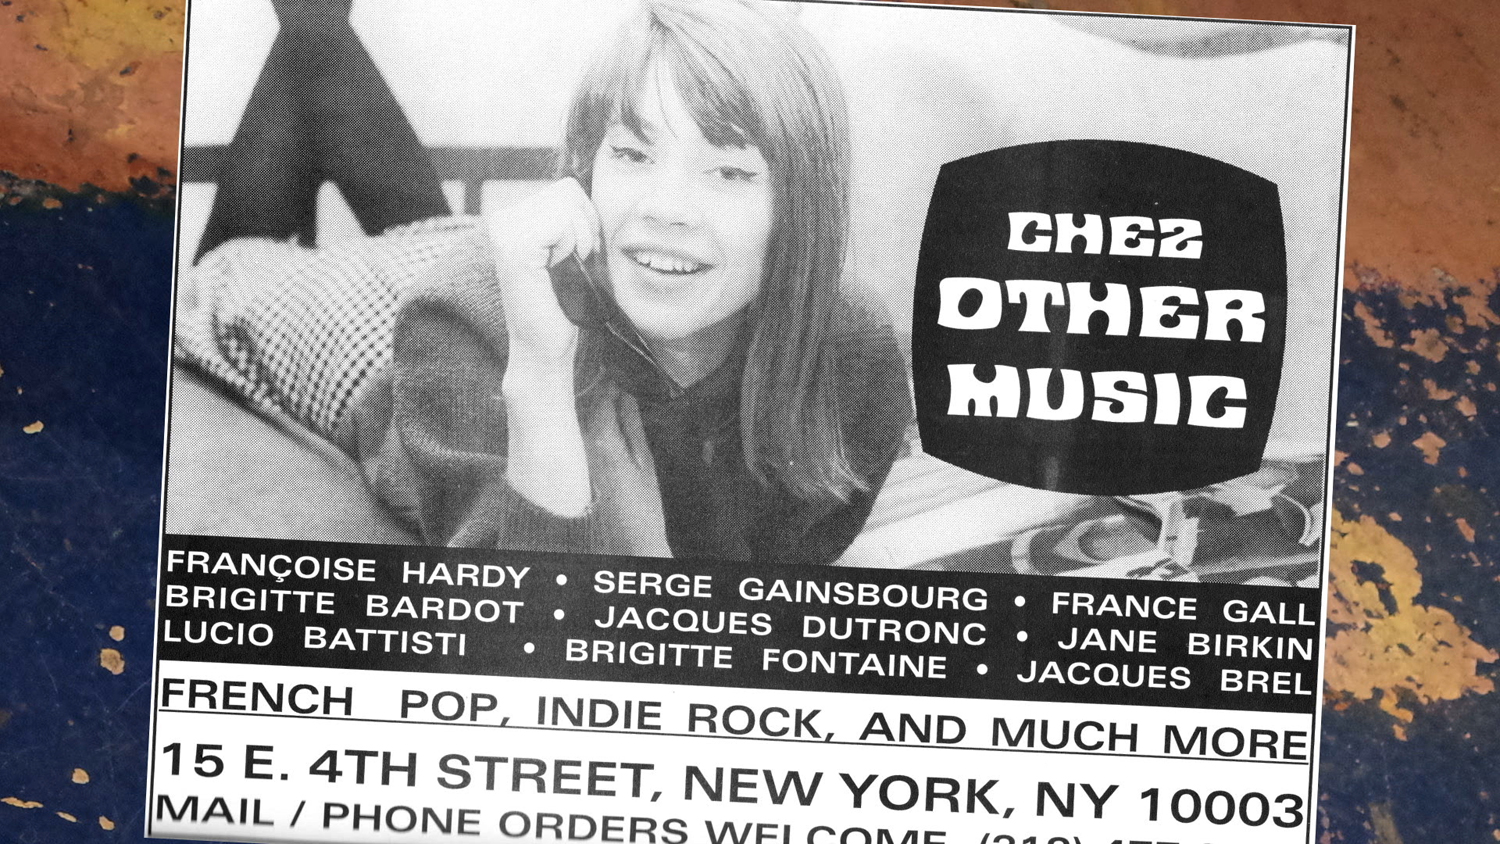 CHEZ
OTHER
MUSIC
FRANÇOISE HARDY • SERGE GAINSBOURG • FRANCE GALL
BRIGITTE BARDOT • JACQUES DUTRONC • JANE BIRKIN
LUCIO BATTISTI • BRIGITTE FONTAINE • JACQUES BREL
FRENCH POP, INDIE ROCK, AND MUCH MORE
15 E. 4TH STREET, NEW YORK, NY 10003
MAIL / PHONE ORDERS WELCOME